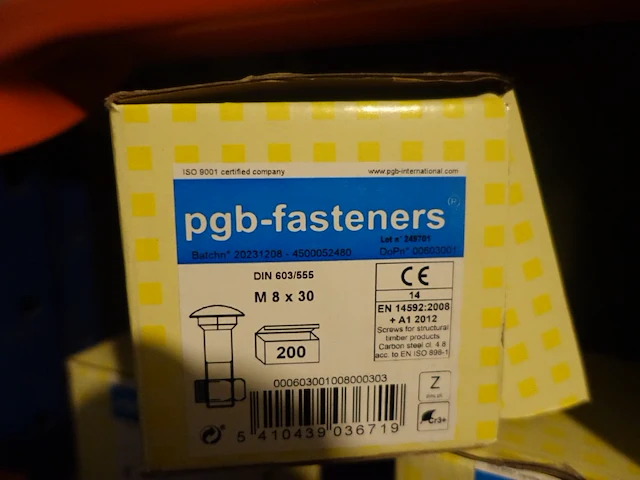 ISO 9001 certified company www.pgb-international.com
pgb-fasteners®
Lot n° 249701
Batchn° 20231208 - 4500052480 DoPn° 00603001
DIN 603/555
M 8 x 30
CE
14
EN 14592:2008
+ A1 2012
Screws for structural
timber products
Carbon steel cl. 4.8
acc. to EN ISO 898-1
200
000603001008000303
Z
Cr3+
5 410439 036719